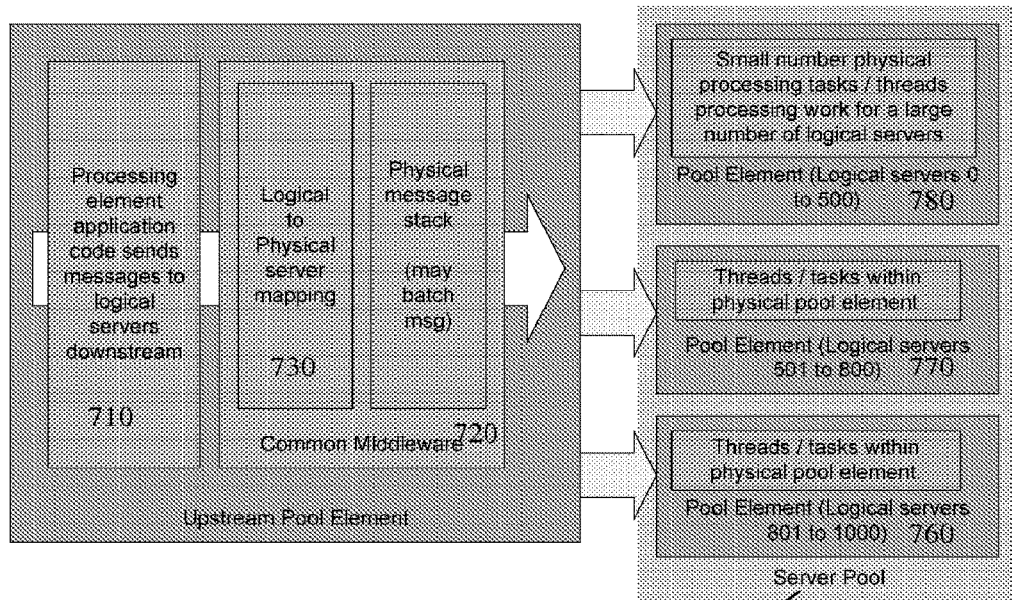 Processing
element
application
code sends
messages to
logical
servers
downstream
710
Logical
to
Physical
server
mapping
730
Physical
message
stack
(may
batch
msg)
Common Middleware 720
Upstream Pool Element
Small number physical
processing tasks / threads
processing work for a large
number of logical servers
Pool Element (Logical servers 0
to 500) 780
Threads / tasks within
physical pool element
Pool Element (Logical servers
501 to 800) 770
Threads / tasks within
physical pool element
Pool Element (Logical servers
801 to 1000) 760
Server Pool